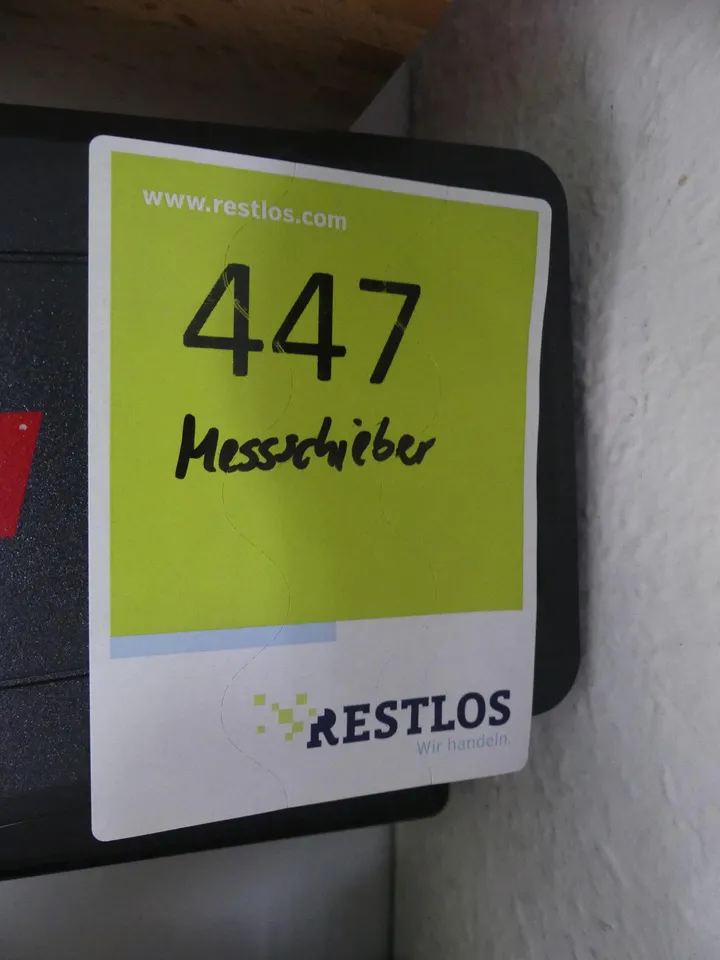 www.restlos.com
447
Messschieber
RESTLOS
Wir handeln.